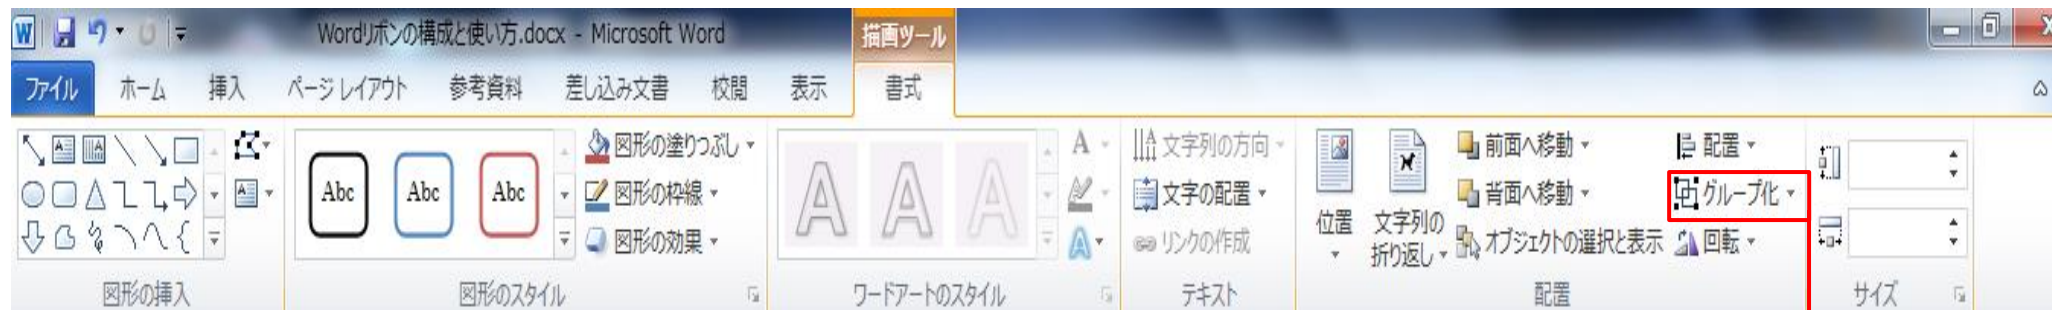 Wordリボンの構成と使い方.docx - Microsoft Word
描画ツール
ファイル ホーム 挿入 ページ レイアウト 参考資料 差し込み文書 校閲 表示 書式
図形の塗りつぶし
図形の枠線
図形の効果
Abc Abc Abc
A A A
A
A
文字列の方向
文字の配置
リンクの作成
位置
文字列の
折り返し
前面へ移動
背面へ移動
オブジェクトの選択と表示
配置
グループ化
回転
図形の挿入 図形のスタイル ワードアートのスタイル テキスト 配置 サイズ